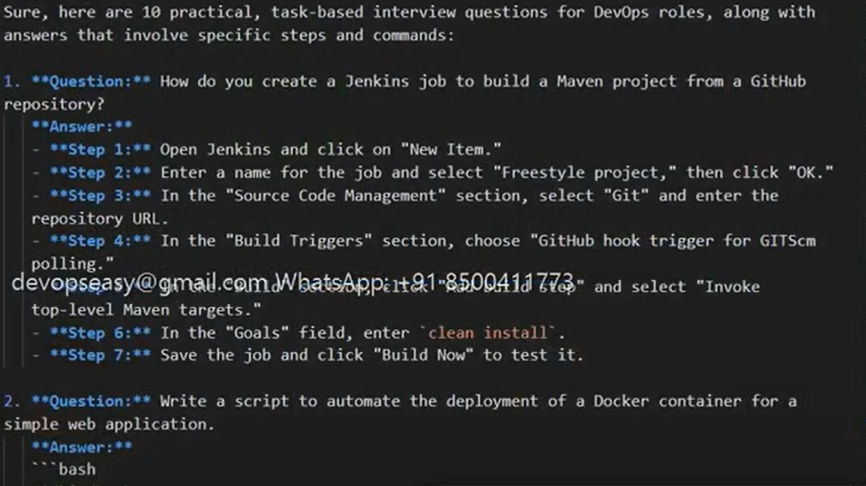 Sure, here are 10 practical, task-based interview questions for DevOps roles, along with
answers that involve specific steps and commands:
1. **Question:** How do you create a Jenkins job to build a Maven project from a GitHub
repository?
**Answer:**
- **Step 1:** Open Jenkins and click on "New Item."
- **Step 2:** Enter a name for the job and select "Freestyle project," then click "OK."
- **Step 3:** In the "Source Code Management" section, select "Git" and enter the
repository URL.
- **Step 4:** In the "Build Triggers" section, choose "GitHub hook trigger for GITScm
polling."
devopseasy@gmail.com WhatsApp: +91-8500411773
step" and select "Invoke
top-level Maven targets."
- **Step 6:** In the "Goals" field, enter `clean install`.
- **Step 7:** Save the job and click "Build Now" to test it.
2. **Question:** Write a script to automate the deployment of a Docker container for a
simple web application.
**Answer:**
```bash